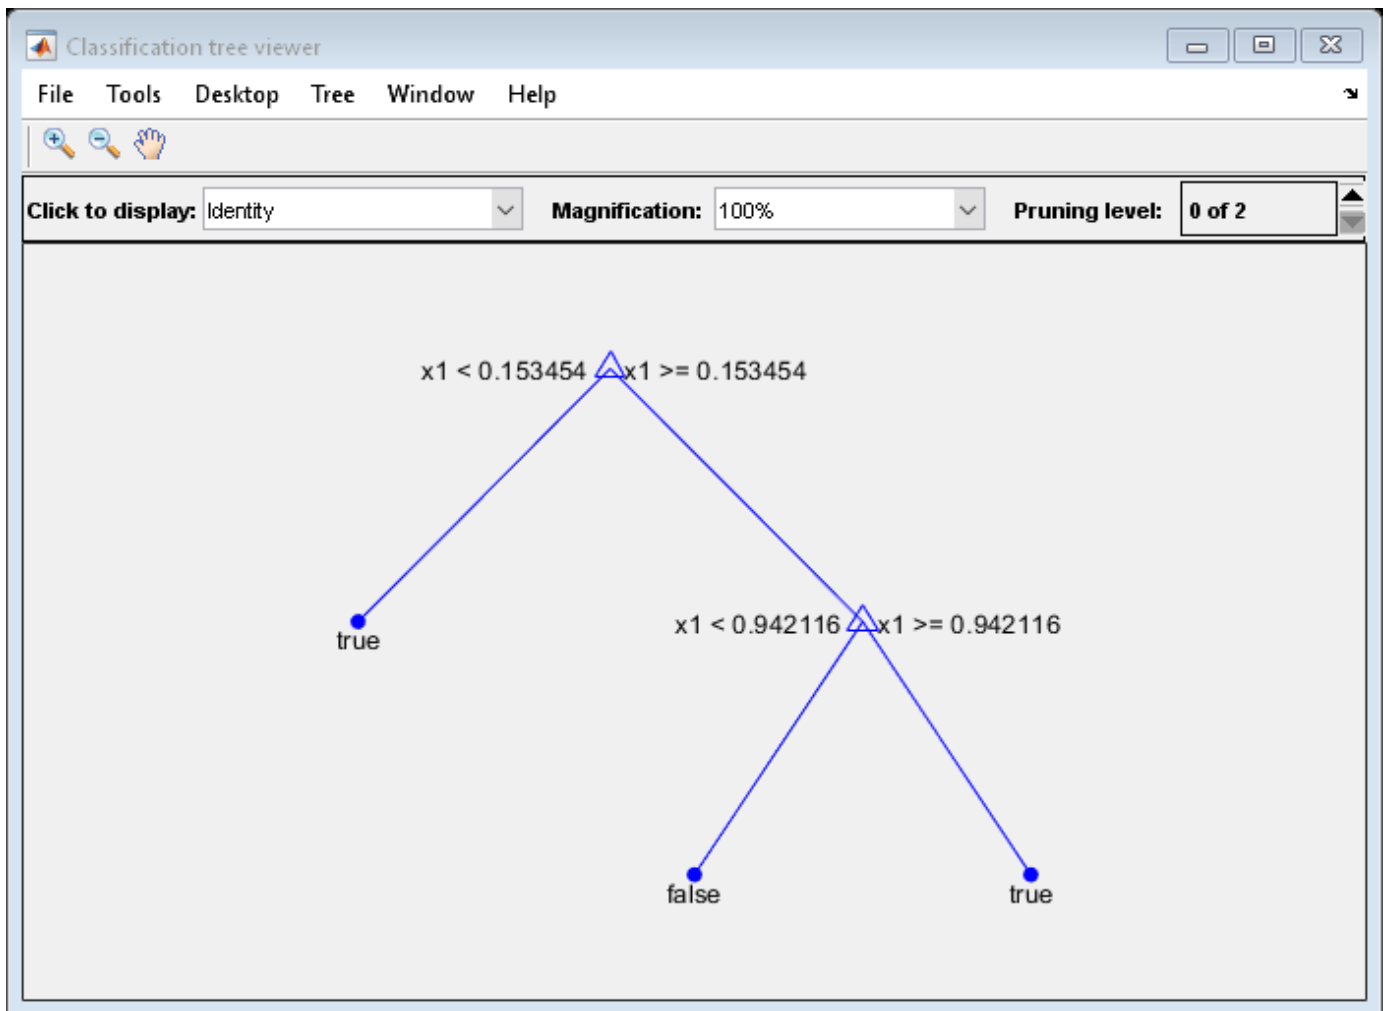 Classification tree viewer
File Tools Desktop Tree Window Help
Click to display: Identity Magnification: 100% Pruning level: 0 of 2
x1 < 0.153454 x1 >= 0.153454
x1 < 0.942116 x1 >= 0.942116
true
false true